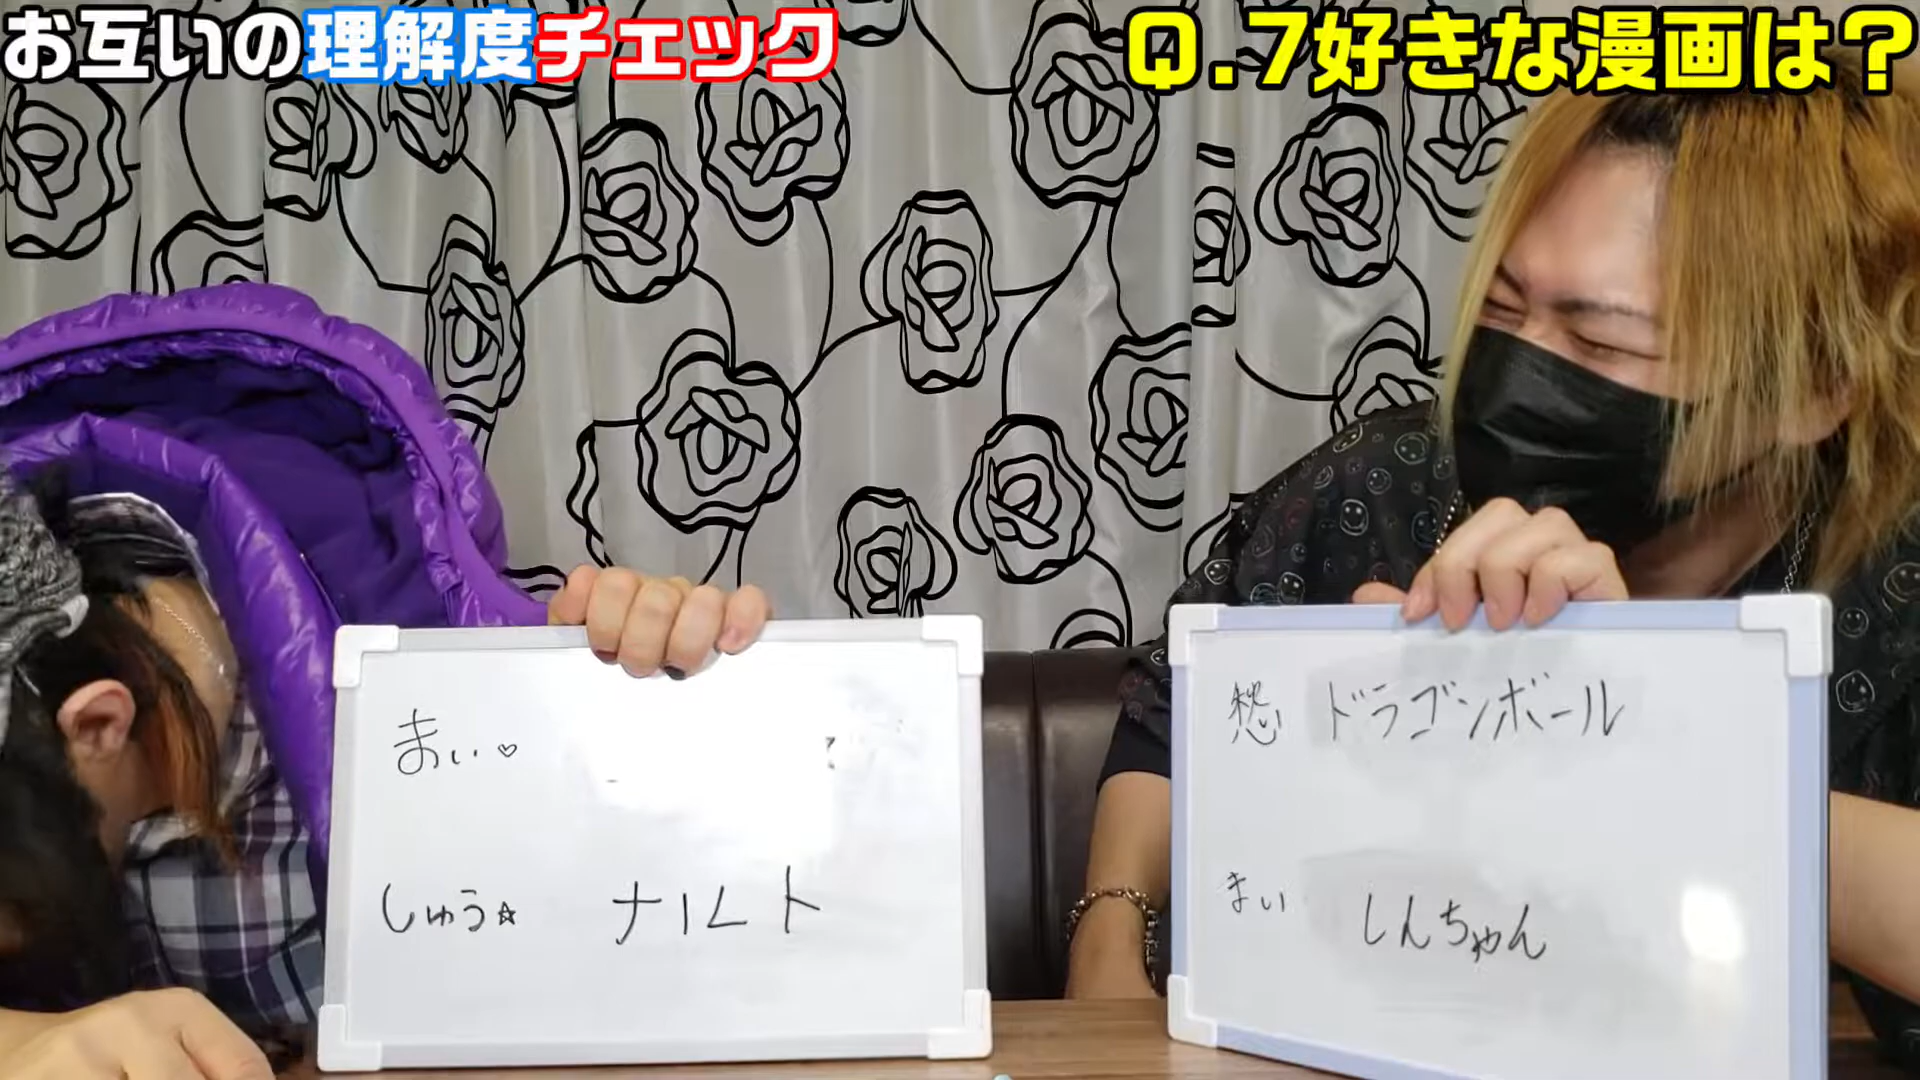 お互いの理解度チェック
Q.7好きな漫画は?
まい♡
しゅう☆ ナルト
愁 ドラゴンボール
まい しんちゃん